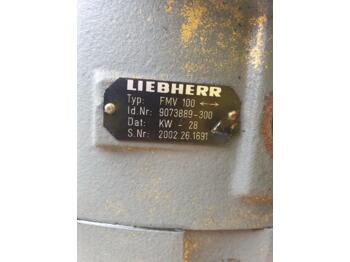 LIEBHERR
Typ: FMV 100 ↔
Id.Nr: 9073889-300
Dat: KW - 28
S.Nr: 2002.26.1691